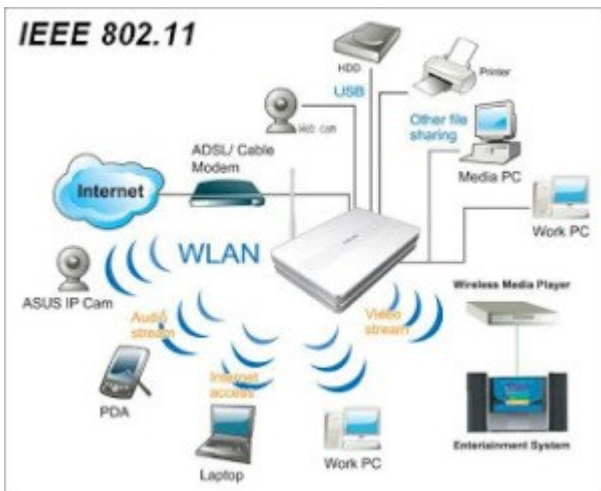 IEEE 802.11
HDD
Printer
USB
Web cam
Other file
sharing
ADSL/ Cable
Modem
Media PC
Internet
Work PC
WLAN
ASUS IP Cam
Wireless Media Player
Audio
stream
Video
stream
PDA
Internet
access
Laptop
Work PC
Entertainment System